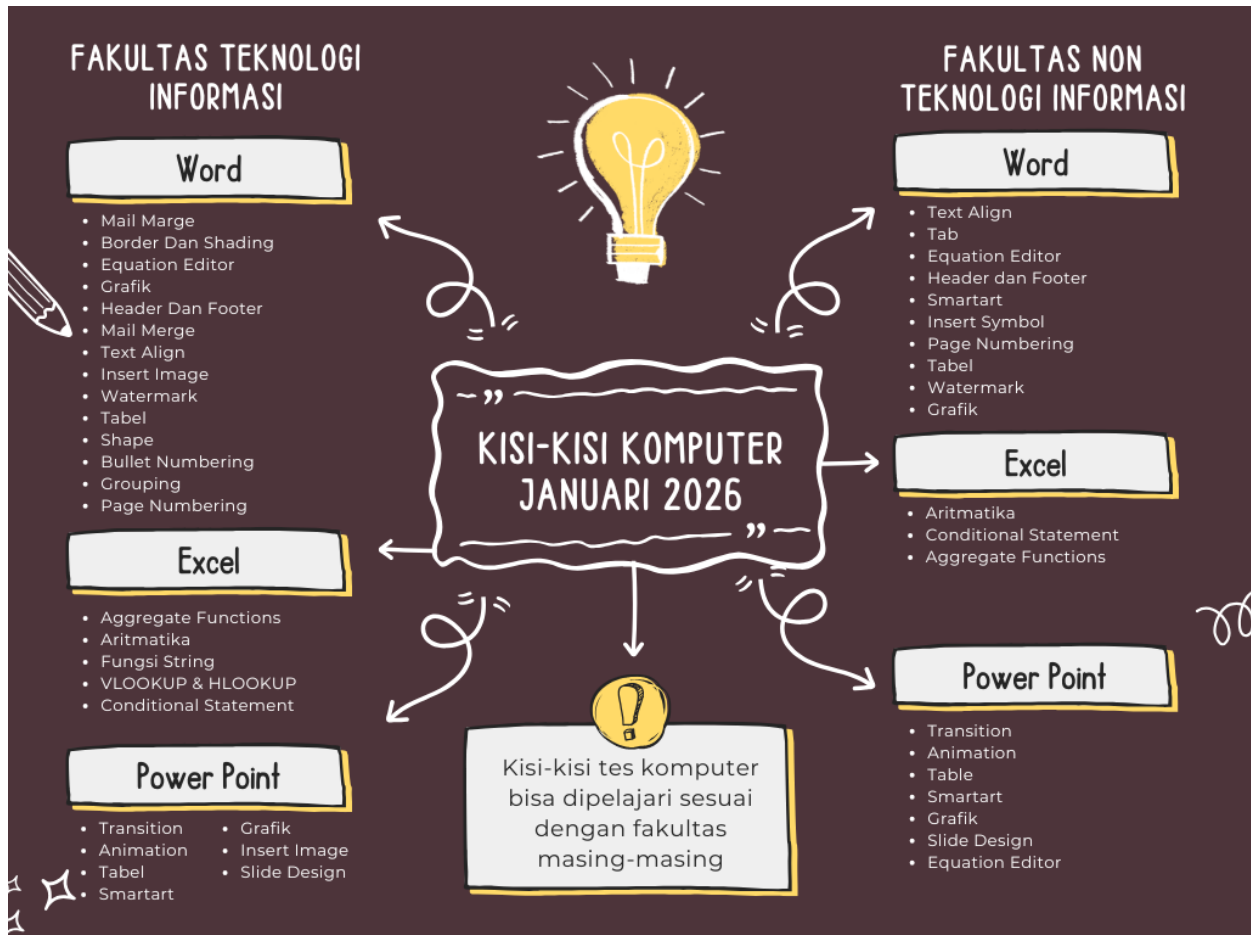 FAKULTAS TEKNOLOGI
INFORMASI
Word
• Mail Marge
• Border Dan Shading
• Equation Editor
• Grafik
• Header Dan Footer
• Mail Merge
• Text Align
• Insert Image
• Watermark
• Tabel
• Shape
• Bullet Numbering
• Grouping
• Page Numbering
Excel
• Aggregate Functions
• Aritmatika
• Fungsi String
• VLOOKUP & HLOOKUP
• Conditional Statement
Power Point
• Transition
• Animation
• Tabel
• Smartart
• Grafik
• Insert Image
• Slide Design
KISI-KISI KOMPUTER
JANUARI 2026
Kisi-kisi tes komputer
bisa dipelajari sesuai
dengan fakultas
masing-masing
FAKULTAS NON
TEKNOLOGI INFORMASI
Word
• Text Align
• Tab
• Equation Editor
• Header dan Footer
• Smartart
• Insert Symbol
• Page Numbering
• Tabel
• Watermark
• Grafik
Excel
• Aritmatika
• Conditional Statement
• Aggregate Functions
Power Point
• Transition
• Animation
• Table
• Smartart
• Grafik
• Slide Design
• Equation Editor